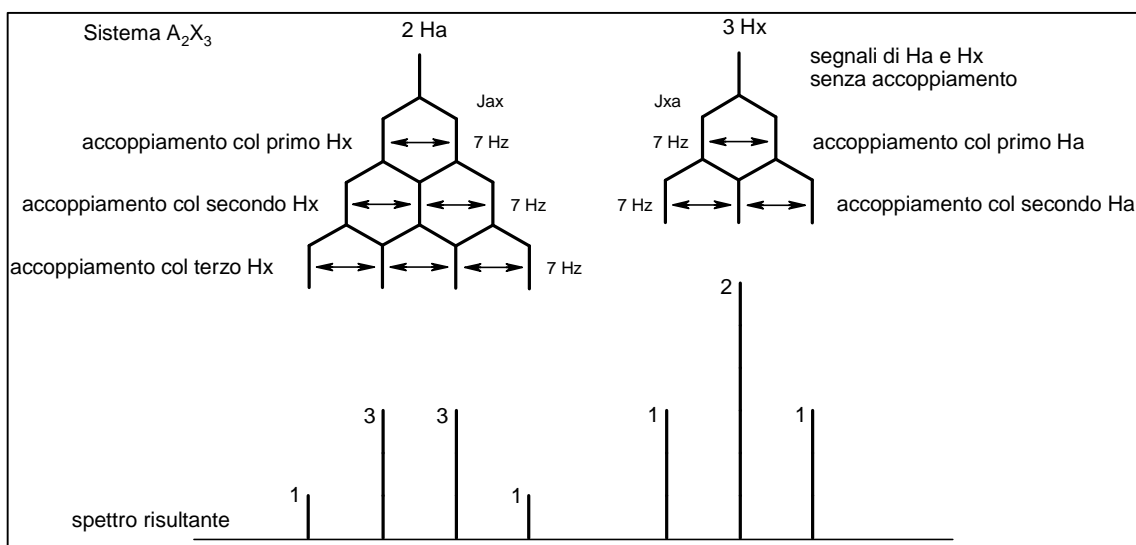 Sistema A₂X₃
2 Ha
3 Hx
segnali di Ha e Hx
senza accoppiamento
Jax
Jxa
accoppiamento col primo Hx
7 Hz
7 Hz
accoppiamento col primo Ha
accoppiamento col secondo Hx
7 Hz
7 Hz
accoppiamento col secondo Ha
accoppiamento col terzo Hx
7 Hz
2
3
3
1
1
1
1
spettro risultante